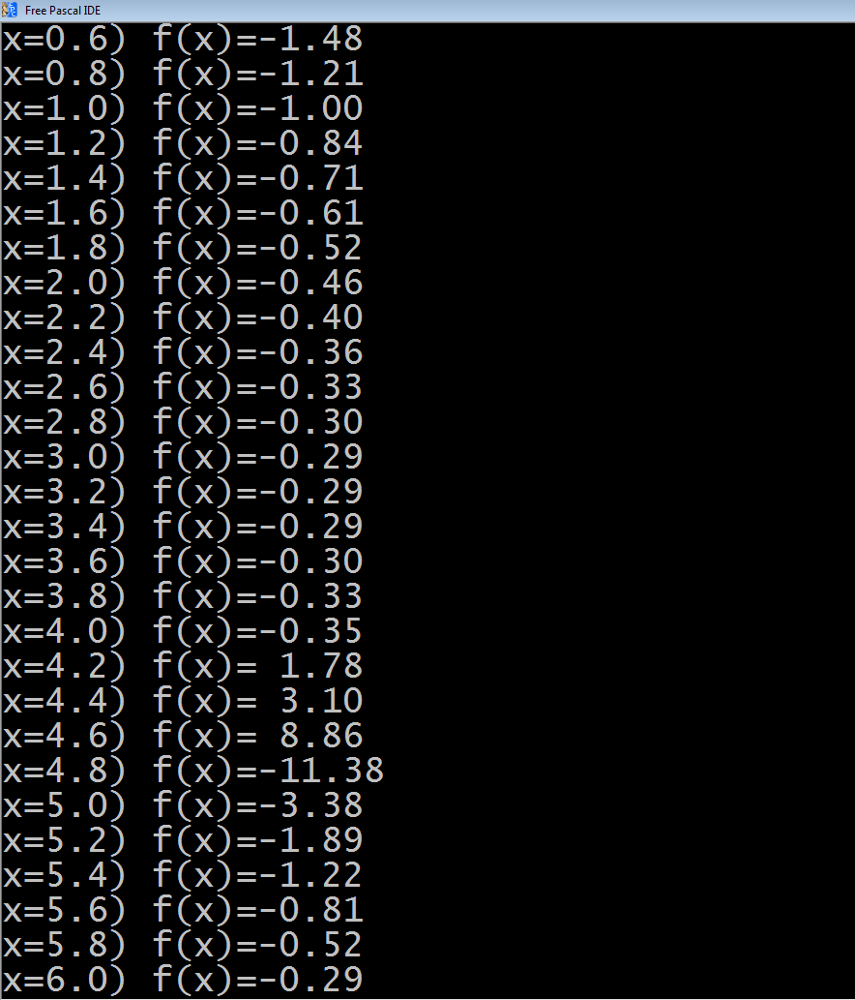 Free Pascal IDE
x=0.6) f(x)=-1.48
x=0.8) f(x)=-1.21
x=1.0) f(x)=-1.00
x=1.2) f(x)=-0.84
x=1.4) f(x)=-0.71
x=1.6) f(x)=-0.61
x=1.8) f(x)=-0.52
x=2.0) f(x)=-0.46
x=2.2) f(x)=-0.40
x=2.4) f(x)=-0.36
x=2.6) f(x)=-0.33
x=2.8) f(x)=-0.30
x=3.0) f(x)=-0.29
x=3.2) f(x)=-0.29
x=3.4) f(x)=-0.29
x=3.6) f(x)=-0.30
x=3.8) f(x)=-0.33
x=4.0) f(x)=-0.35
x=4.2) f(x)= 1.78
x=4.4) f(x)= 3.10
x=4.6) f(x)= 8.86
x=4.8) f(x)=-11.38
x=5.0) f(x)=-3.38
x=5.2) f(x)=-1.89
x=5.4) f(x)=-1.22
x=5.6) f(x)=-0.81
x=5.8) f(x)=-0.52
x=6.0) f(x)=-0.29